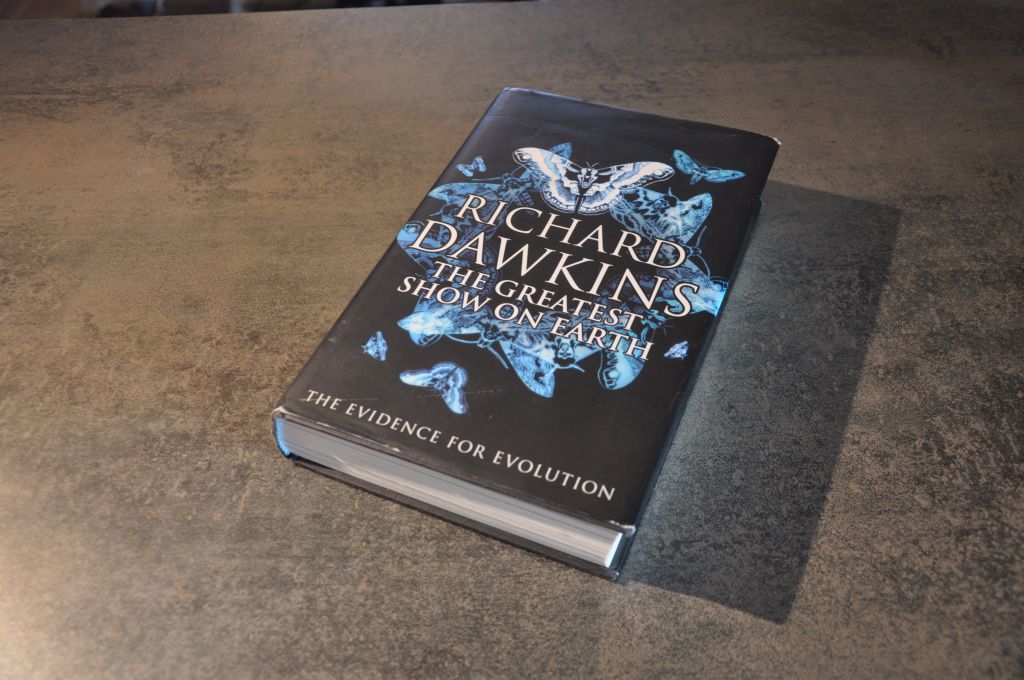 RICHARD
DAWKINS
THE GREATEST
SHOW ON EARTH
THE EVIDENCE FOR EVOLUTION